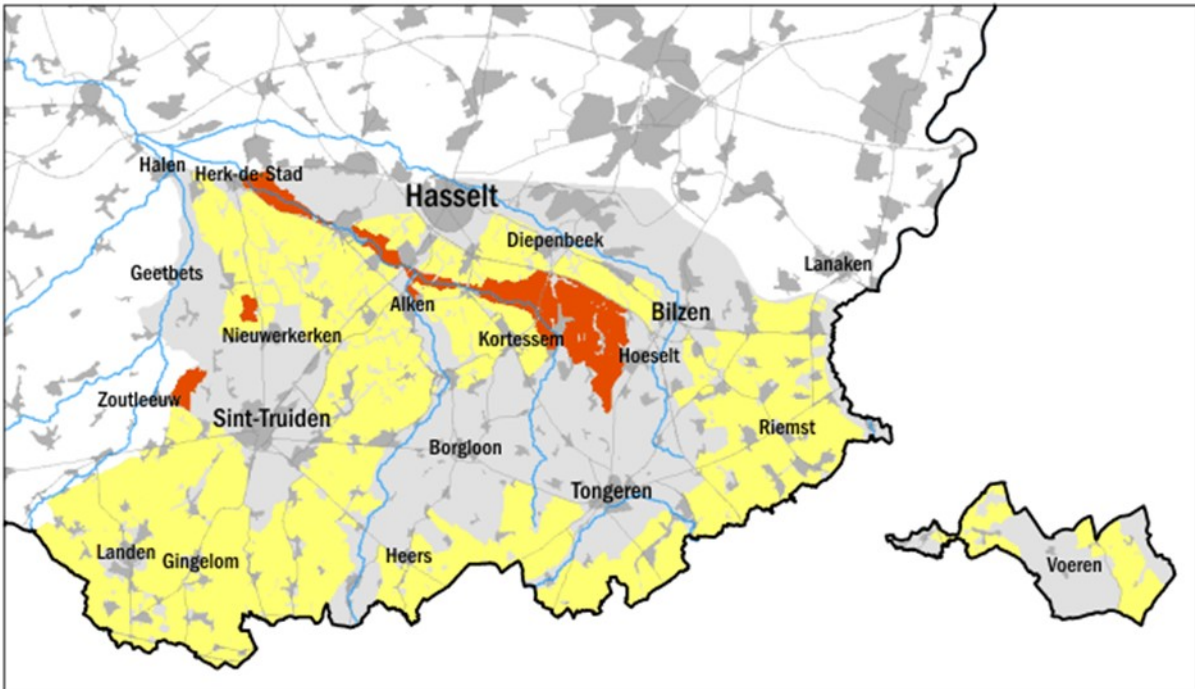 Halen
Herk-de-Stad
Hasselt
Diepenbeek
Geetbets
Lanaken
Alken
Bilzen
Nieuwerkerken
Kortessem
Hoeselt
Zoutleeuw
Sint-Truiden
Riemst
Borgloon
Tongeren
Landen
Gingelom
Heers
Voeren